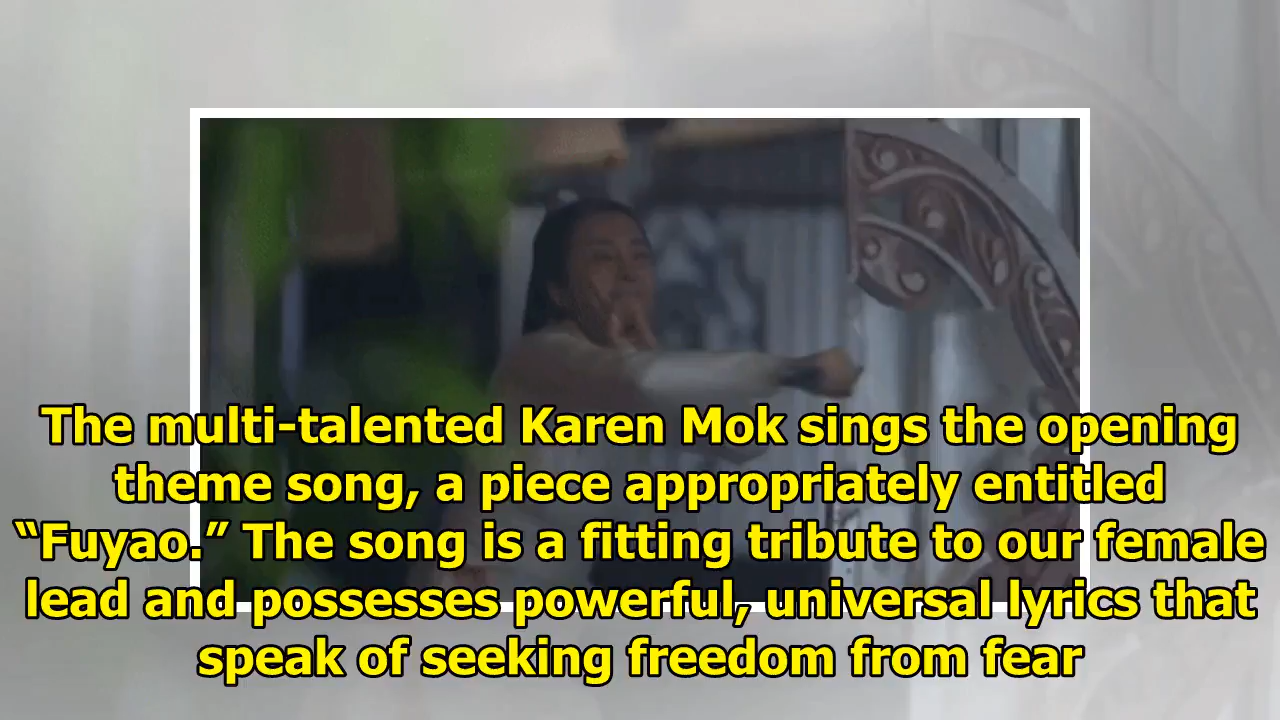 The multi-talented Karen Mok sings the opening
theme song, a piece appropriately entitled
“Fuyao.” The song is a fitting tribute to our female
lead and possesses powerful, universal lyrics that
speak of seeking freedom from fear